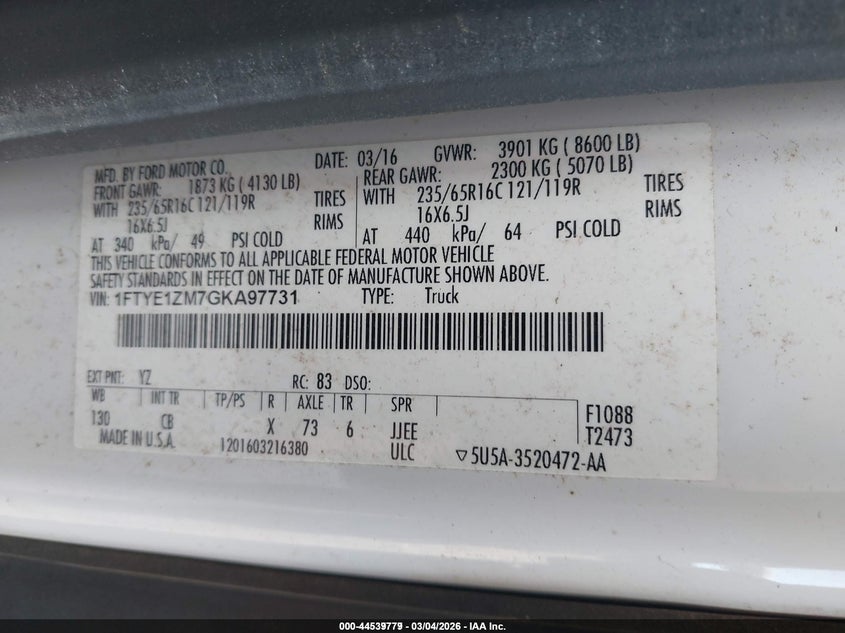 MFD. BY FORD MOTOR CO. DATE: 03/16 GVWR: 3901 KG ( 8600 LB)
FRONT GAWR: 1873 KG ( 4130 LB) REAR GAWR: 2300 KG ( 5070 LB)
WITH 235/65R16C 121/119R TIRES WITH 235/65R16C 121/119R TIRES
16X6.5J RIMS 16X6.5J RIMS
AT 340 kPa/ 49 PSI COLD AT 440 kPa/ 64 PSI COLD
THIS VEHICLE CONFORMS TO ALL APPLICABLE FEDERAL MOTOR VEHICLE
SAFETY STANDARDS IN EFFECT ON THE DATE OF MANUFACTURE SHOWN ABOVE.
VIN: 1FTYE1ZM7GKA97731 TYPE: Truck
EXT PNT: YZ RC: 83 DSO:
WB INT TR TP/PS R AXLE TR SPR F1088
130 CB X 73 6 JJEE T2473
MADE IN U.S.A. 1201603216380 ULC ▽5U5A-3520472-AA
000-44539779 - 03/04/2026 - IAA Inc.